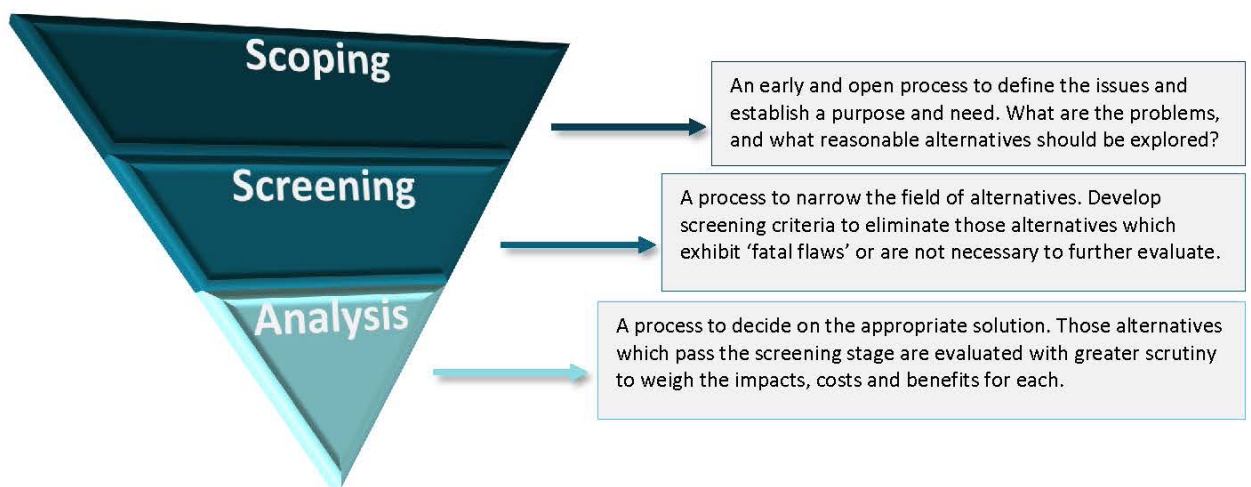 Scoping
An early and open process to define the issues and
establish a purpose and need. What are the problems,
and what reasonable alternatives should be explored?
Screening
A process to narrow the field of alternatives. Develop
screening criteria to eliminate those alternatives which
exhibit ‘fatal flaws’ or are not necessary to further evaluate.
Analysis
A process to decide on the appropriate solution. Those alternatives
which pass the screening stage are evaluated with greater scrutiny
to weigh the impacts, costs and benefits for each.